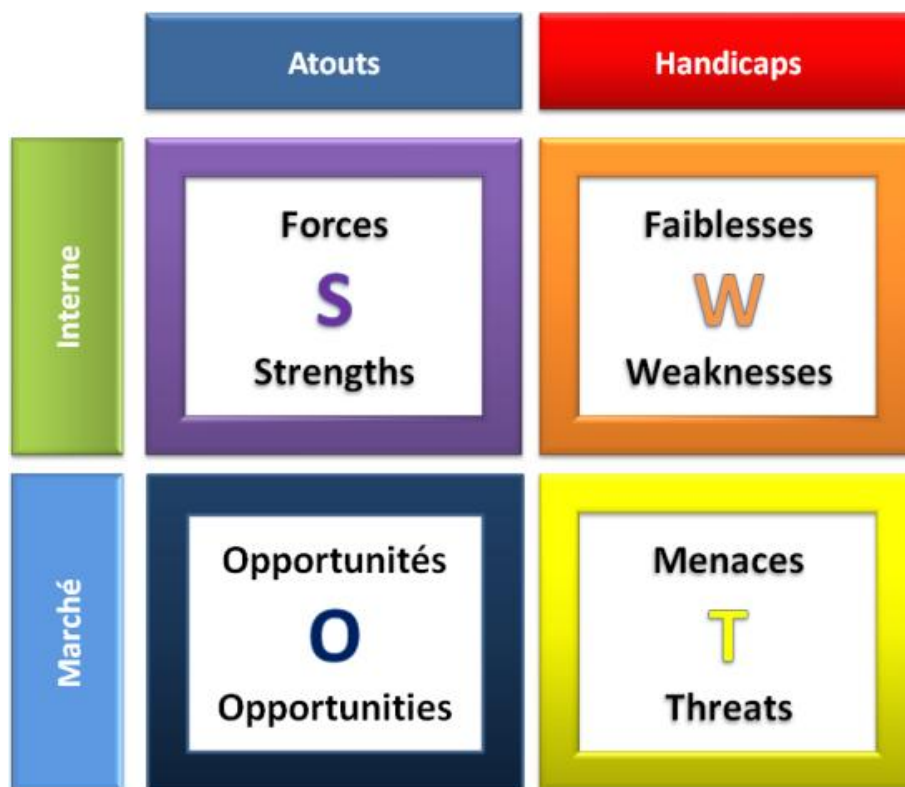 Atouts
Handicaps
Interne
Forces
S
Strengths
Faiblesses
W
Weaknesses
Marché
Opportunités
O
Opportunities
Menaces
T
Threats